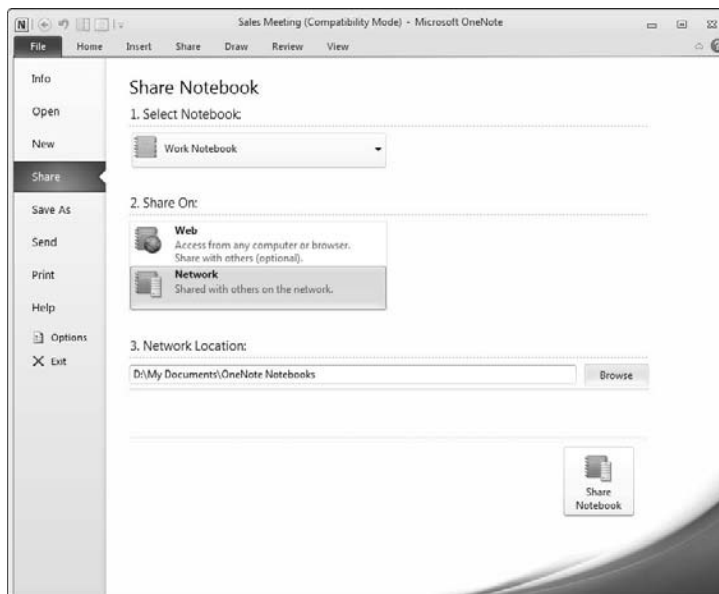 N
Sales Meeting (Compatibility Mode) - Microsoft OneNote
File Home Insert Share Draw Review View
Info
Open
New
Share
Save As
Send
Print
Help
Options
Exit
Share Notebook
1. Select Notebook:
Work Notebook
2. Share On:
Web
Access from any computer or browser.
Share with others (optional).
Network
Shared with others on the network.
3. Network Location:
D:\My Documents\OneNote Notebooks
Browse
Share
Notebook